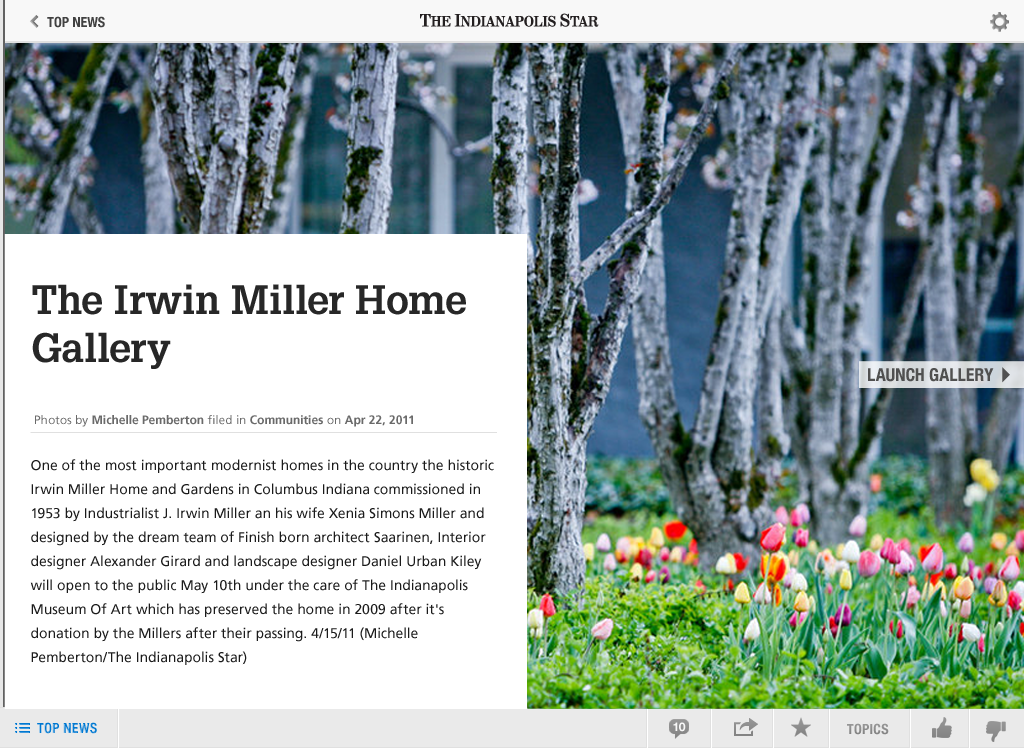 TOP NEWS
THE INDIANAPOLIS STAR
The Irwin Miller Home
Gallery
Photos by Michelle Pemberton filed in Communities on Apr 22, 2011
One of the most important modernist homes in the country the historic
Irwin Miller Home and Gardens in Columbus Indiana commissioned in
1953 by Industrialist J. Irwin Miller an his wife Xenia Simons Miller and
designed by the dream team of Finish born architect Saarinen, Interior
designer Alexander Girard and landscape designer Daniel Urban Kiley
will open to the public May 10th under the care of The Indianapolis
Museum Of Art which has preserved the home in 2009 after it's
donation by the Millers after their passing. 4/15/11 (Michelle
Pemberton/The Indianapolis Star)
LAUNCH GALLERY
TOP NEWS
10
TOPICS